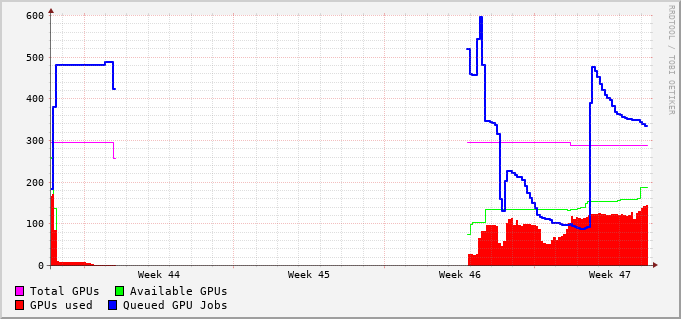 600
500
400
300
200
100
0
Week 44 Week 45 Week 46 Week 47
Total GPUs Available GPUs
GPUs used Queued GPU Jobs
RRDTOOL / TOBI OETIKER